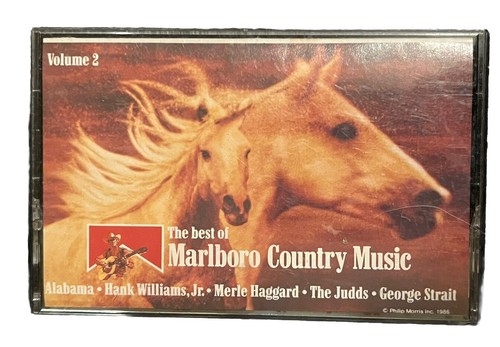 Volume 2
The best of
Marlboro Country Music
Alabama • Hank Williams, Jr. • Merle Haggard • The Judds • George Strait
© Philip Morris Inc. 1986